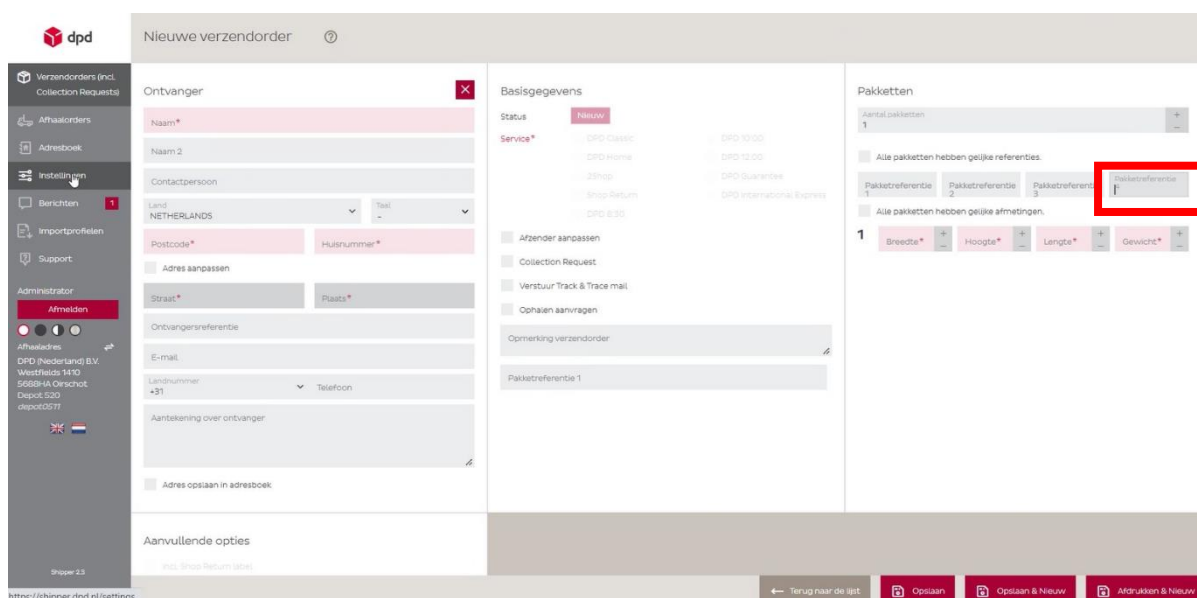 dpd
Nieuwe verzendorder
Verzendorders (incl.
Collection Requests)
Afhaalorders
Adresboek
Instellingen
Berichten 1
Importprofielen
Support
Administrator
Afmelden
Afhaaladres
DPD (Nederland) B.V.
Westfields 1410
5688HA Oirschot
Depot 520
depot0511
Shipper 2.3
https://shipper.dpd.nl/settings
Ontvanger
Naam*
Naam 2
Contactpersoon
Land
NETHERLANDS
Taal
-
Postcode* Huisnummer*
Adres aanpassen
Straat* Plaats*
Ontvangersreferentie
E-mail
Landnummer
+31
Telefoon
Aantekening over ontvanger
Adres opslaan in adresboek
Aanvullende opties
Incl. Shop Return label
Basisgegevens
Status Nieuw
Service* DPD Classic DPD 10:00
DPD Home DPD 12:00
2Shop DPD Guarantee
Shop Return DPD International Express
DPD 8:30
Afzender aanpassen
Collection Request
Verstuur Track & Trace mail
Ophalen aanvragen
Opmerking verzendorder
Pakketreferentie 1
Pakketten
Aantal pakketten
1
+
-
Alle pakketten hebben gelijke referenties.
Pakketreferentie
1
Pakketreferentie
2
Pakketreferenti
3
Pakketreferentie
Alle pakketten hebben gelijke afmetingen.
1 Breedte* + - Hoogte* + - Lengte* + - Gewicht* + -
Terug naar de lijst Opslaan Opslaan & Nieuw Afdrukken & Nieuw